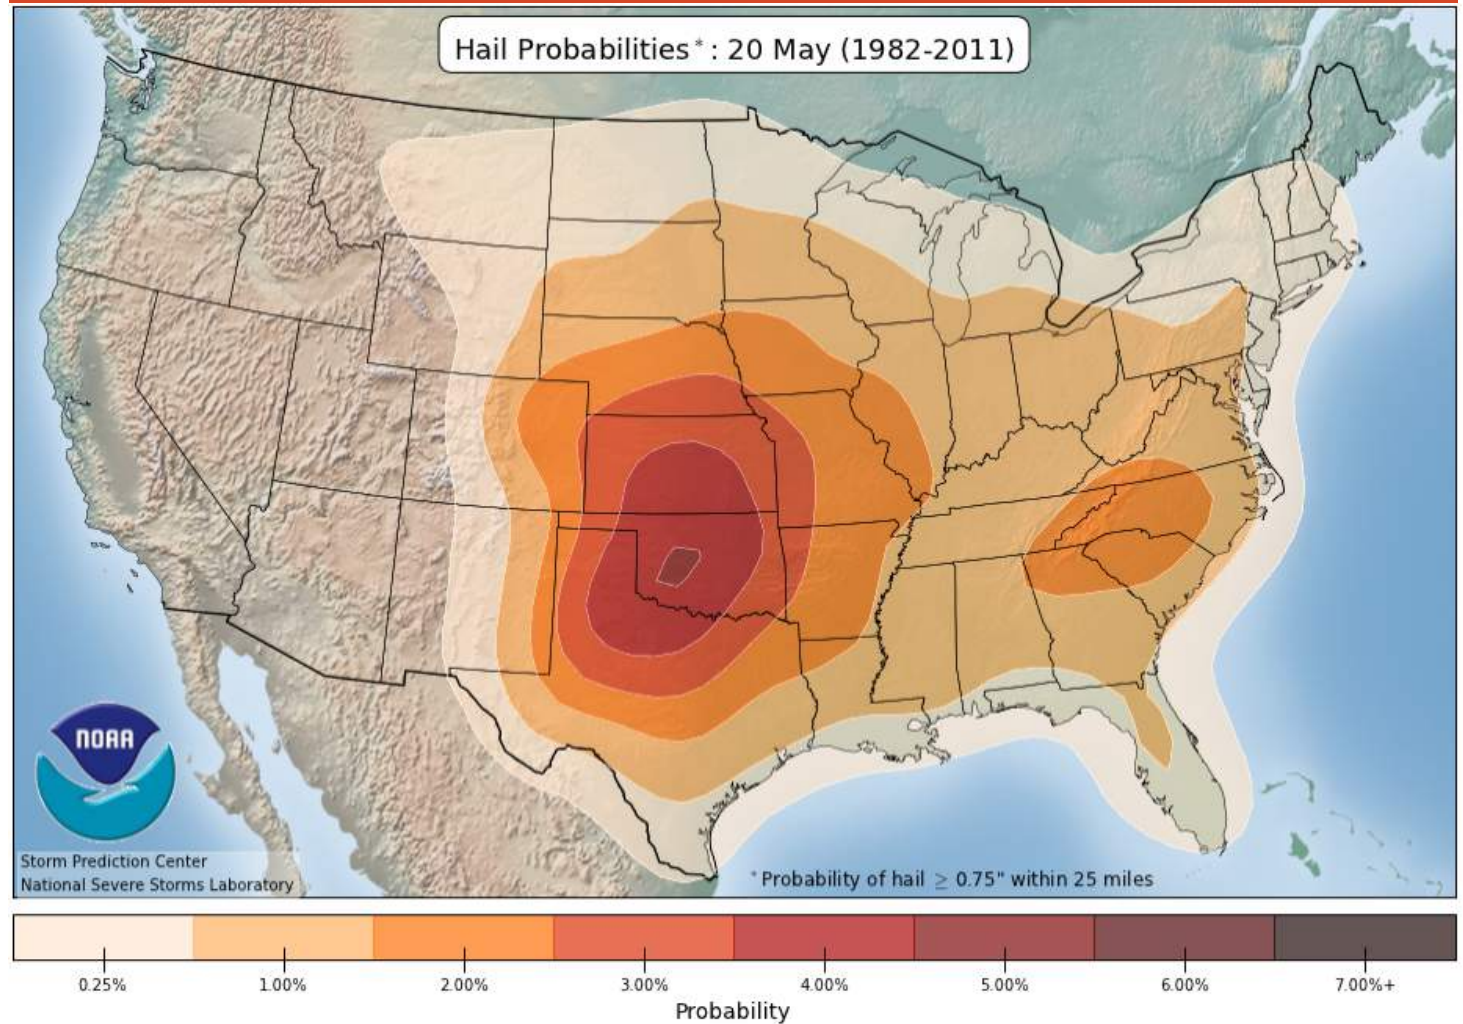 Hail Probabilities*: 20 May (1982-2011)
NOAA
Storm Prediction Center
National Severe Storms Laboratory
*Probability of hail ≥ 0.75" within 25 miles
0.25% 1.00% 2.00% 3.00% 4.00% 5.00% 6.00% 7.00%+
Probability